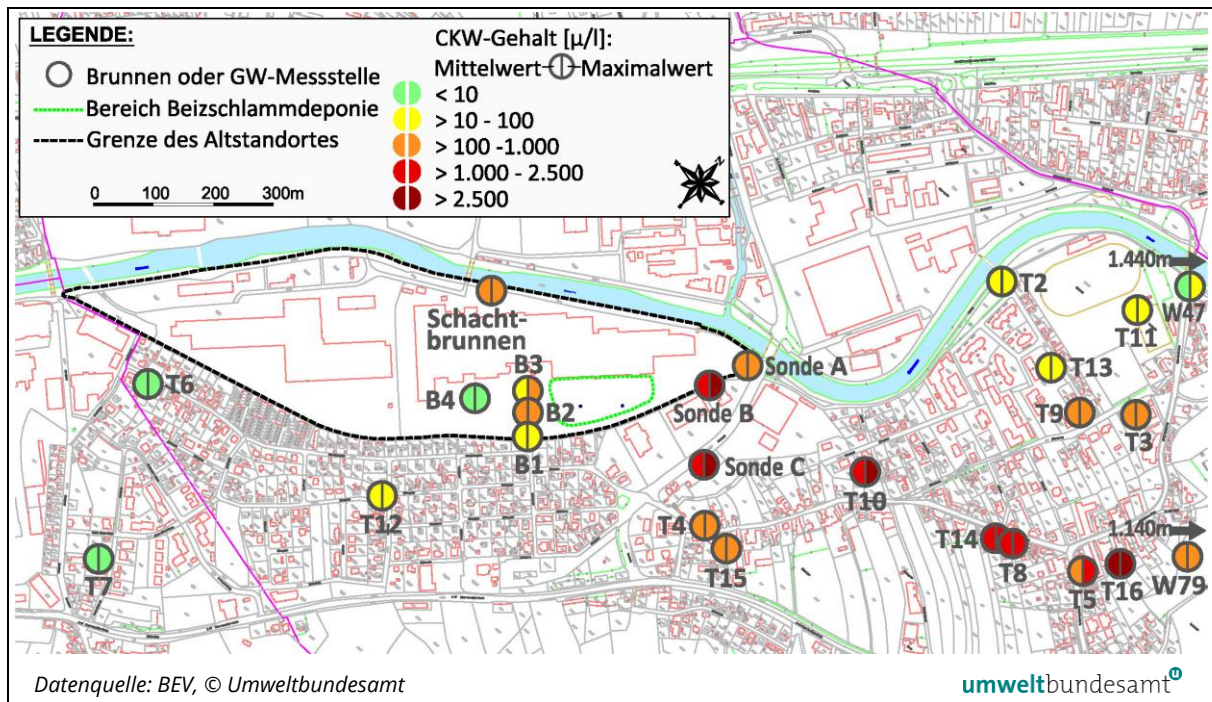 LEGENDE:
Brunnen oder GW-Messstelle
Bereich Beizschlammdeponie
Grenze des Altstandortes
0 100 200 300m
CKW-Gehalt [µ/l]:
Mittelwert Maximalwert
< 10
> 10 - 100
> 100 -1.000
> 1.000 - 2.500
> 2.500
1.440m
T2
W47
T11
Schacht-
brunnen
B3
Sonde A
T13
T6
B4
B2
Sonde B
T9
T3
B1
Sonde C
T10
T12
T4
1.140m
T14
T15
T8
T7
T5
T16
W79
Datenquelle: BEV, © Umweltbundesamt
umweltbundesamt u